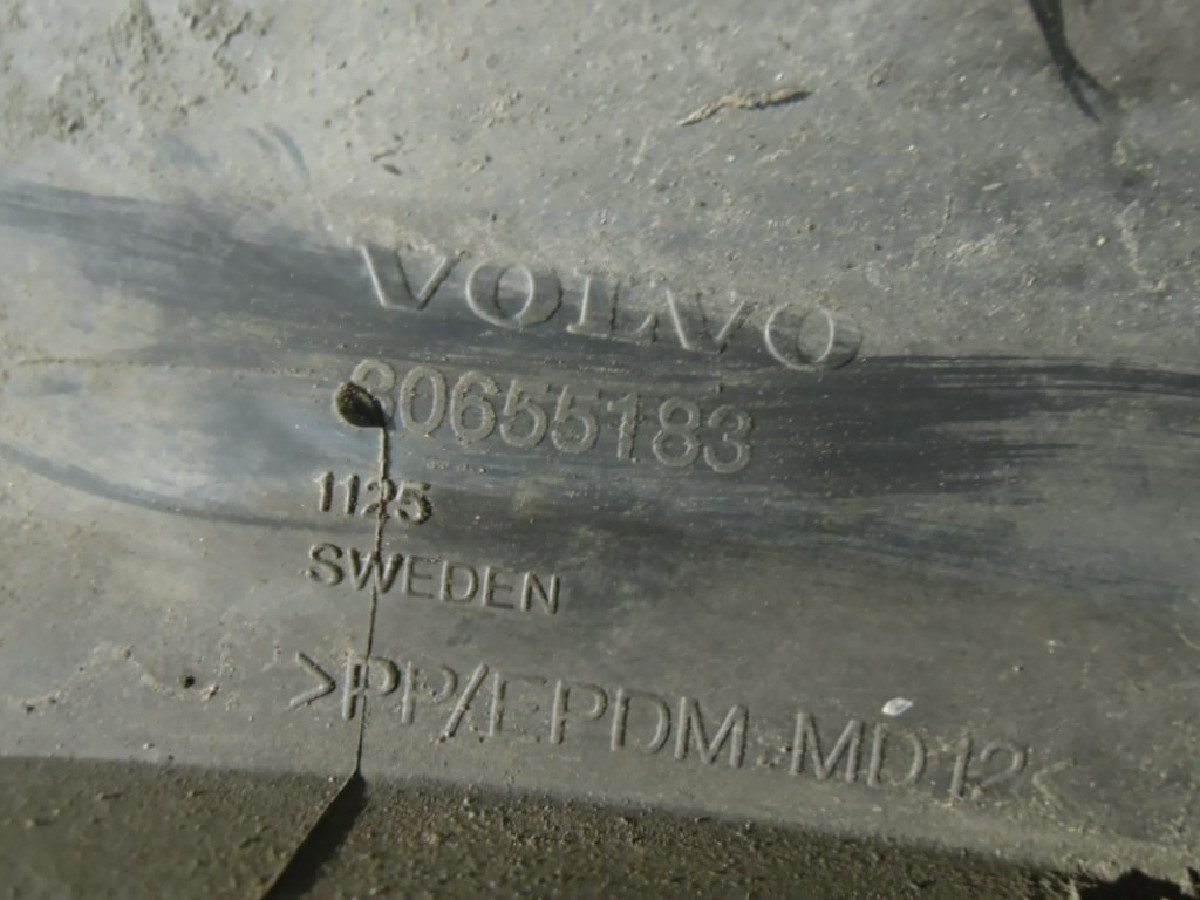 VOLVO
30655183
1125
SWEDEN
>PP/EPDM-MD12<